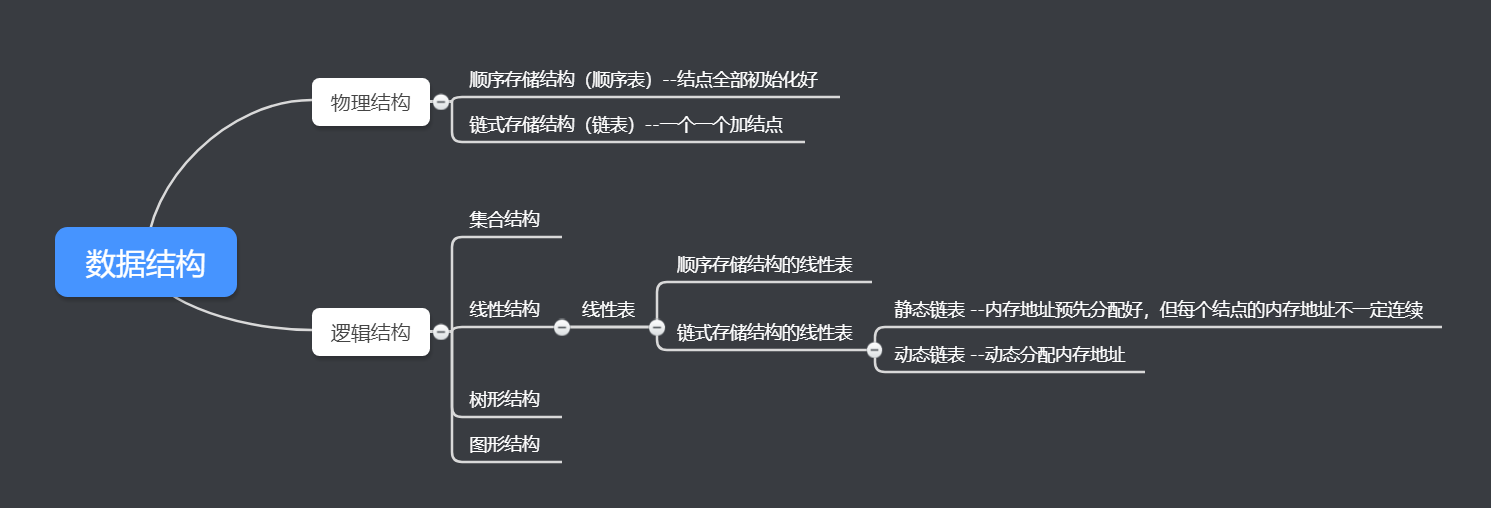 数据结构
物理结构
顺序存储结构（顺序表）--结点全部初始化好
链式存储结构（链表）--一个一个加结点
逻辑结构
集合结构
线性结构
线性表
顺序存储结构的线性表
链式存储结构的线性表
静态链表 --内存地址预先分配好，但每个结点的内存地址不一定连续
动态链表 --动态分配内存地址
树形结构
图形结构